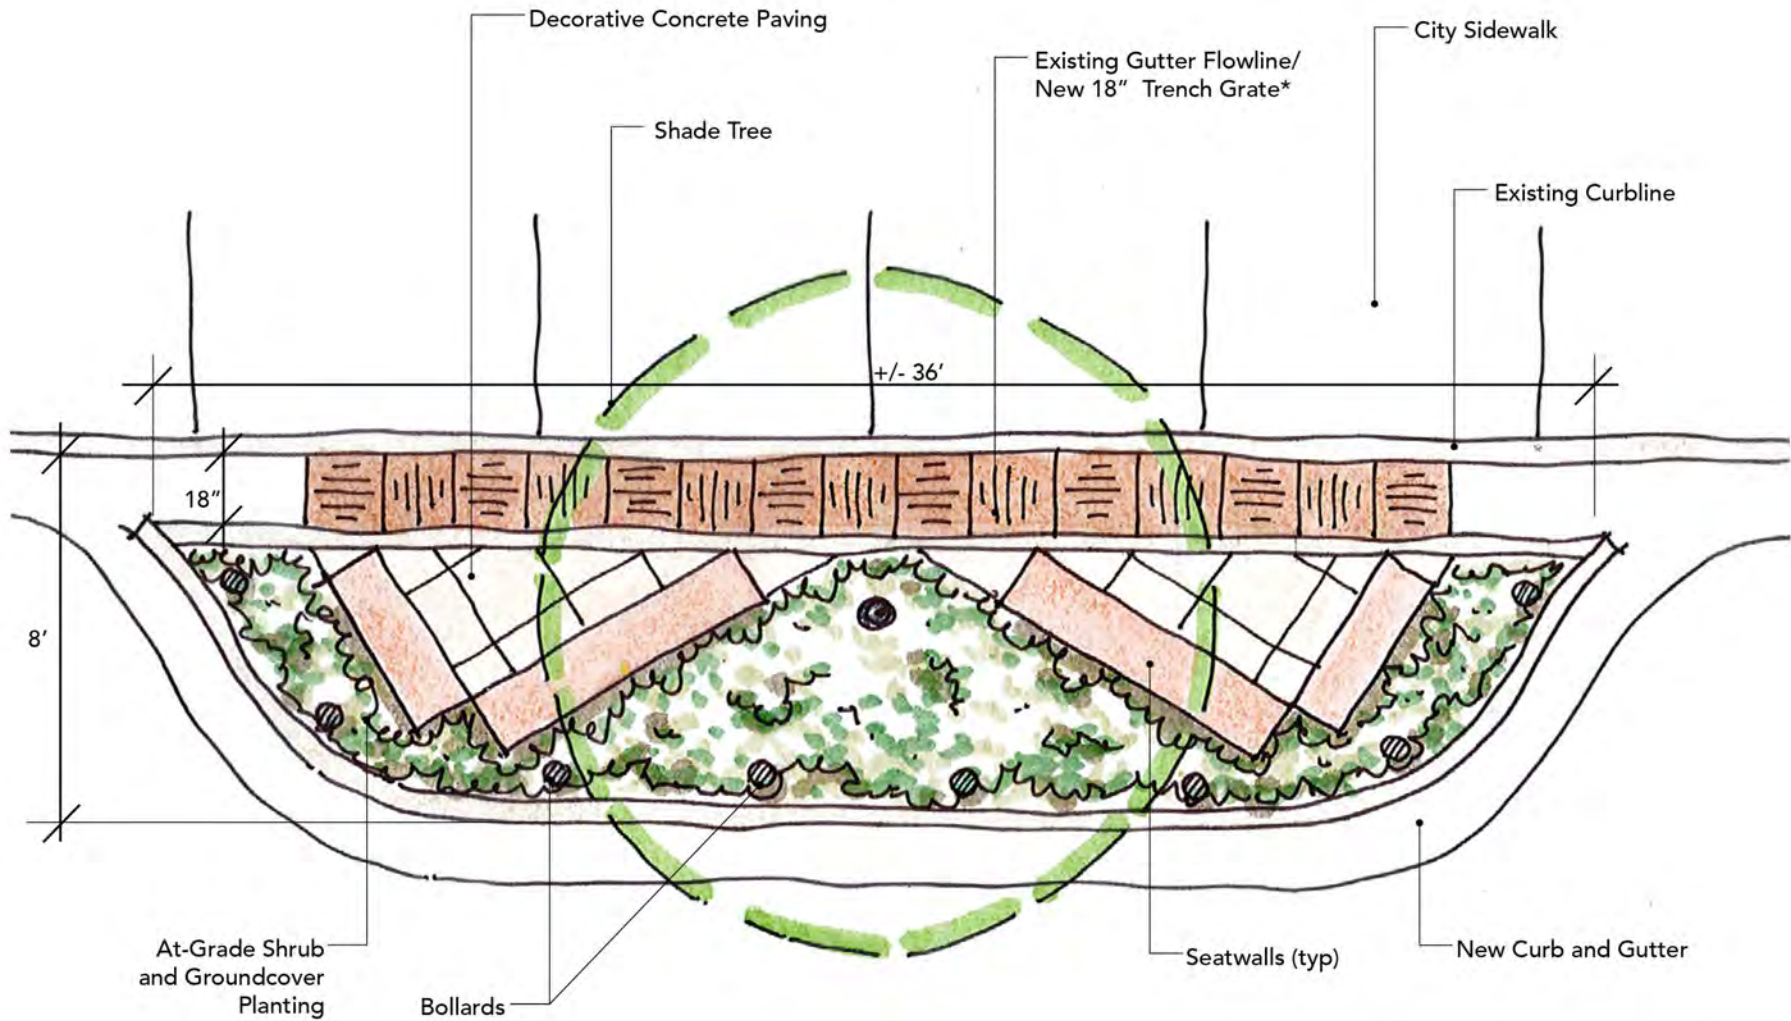 Decorative Concrete Paving
City Sidewalk
Existing Gutter Flowline/
New 18" Trench Grate*
Shade Tree
Existing Curbline
+/- 36'
18"
8'
At-Grade Shrub
and Groundcover
Planting
Bollards
Seatwalls (typ)
New Curb and Gutter